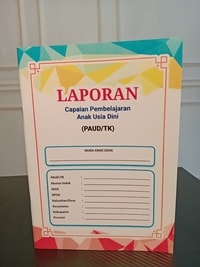 LAPORAN
Capaian Pembelajaran
Anak Usia Dini
(PAUD/TK)
NAMA ANAK DIDIK
PAUD/TK :
Nomor Induk :
NISN :
NPSN :
Kelurahan/Desa :
Kecamatan :
Kabupaten :
Provinsi :